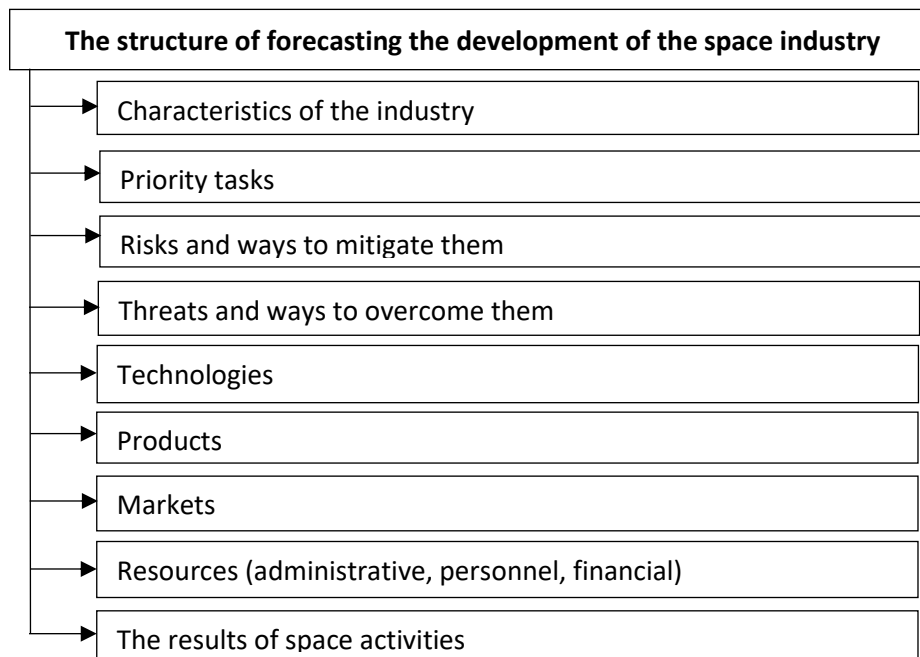 The structure of forecasting the development of the space industry
Characteristics of the industry
Priority tasks
Risks and ways to mitigate them
Threats and ways to overcome them
Technologies
Products
Markets
Resources (administrative, personnel, financial)
The results of space activities